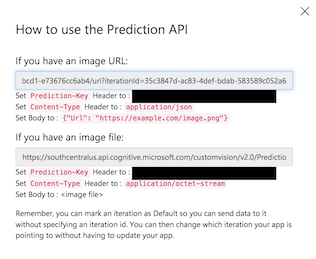 How to use the Prediction API
If you have an image URL:
bcd1-e73676cc6ab4/url?iterationId=35c3847d-ac83-4def-bdab-583589c052a6
Set Prediction-Key Header to :
Set Content-Type Header to : application/json
Set Body to : {"Url": "https://example.com/image.png"}
If you have an image file:
https://southcentralus.api.cognitive.microsoft.com/customvision/v2.0/Predictio
Set Prediction-Key Header to :
Set Content-Type Header to : application/octet-stream
Set Body to : <image file>
Remember, you can mark an iteration as Default so you can send data to it
without specifying an iteration id. You can then change which iteration your app is
pointing to without having to update your app.